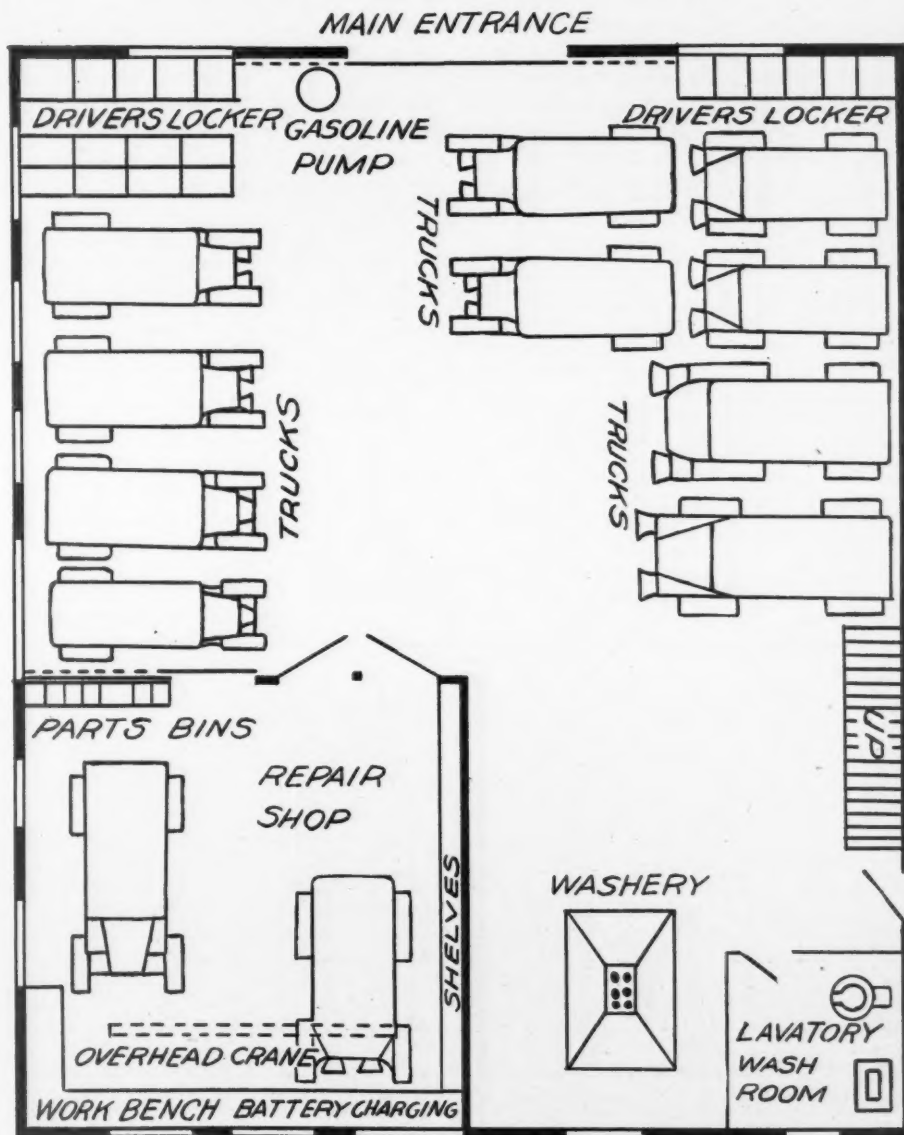 MAIN ENTRANCE
DRIVERS LOCKER
GASOLINE
PUMP
DRIVERS LOCKER
TRUCKS
TRUCKS
TRUCKS
UP
PARTS BINS
REPAIR
SHOP
SHELVES
WASHERY
OVERHEAD CRANE
LAVATORY
WASH
ROOM
WORK BENCH BATTERY CHARGING